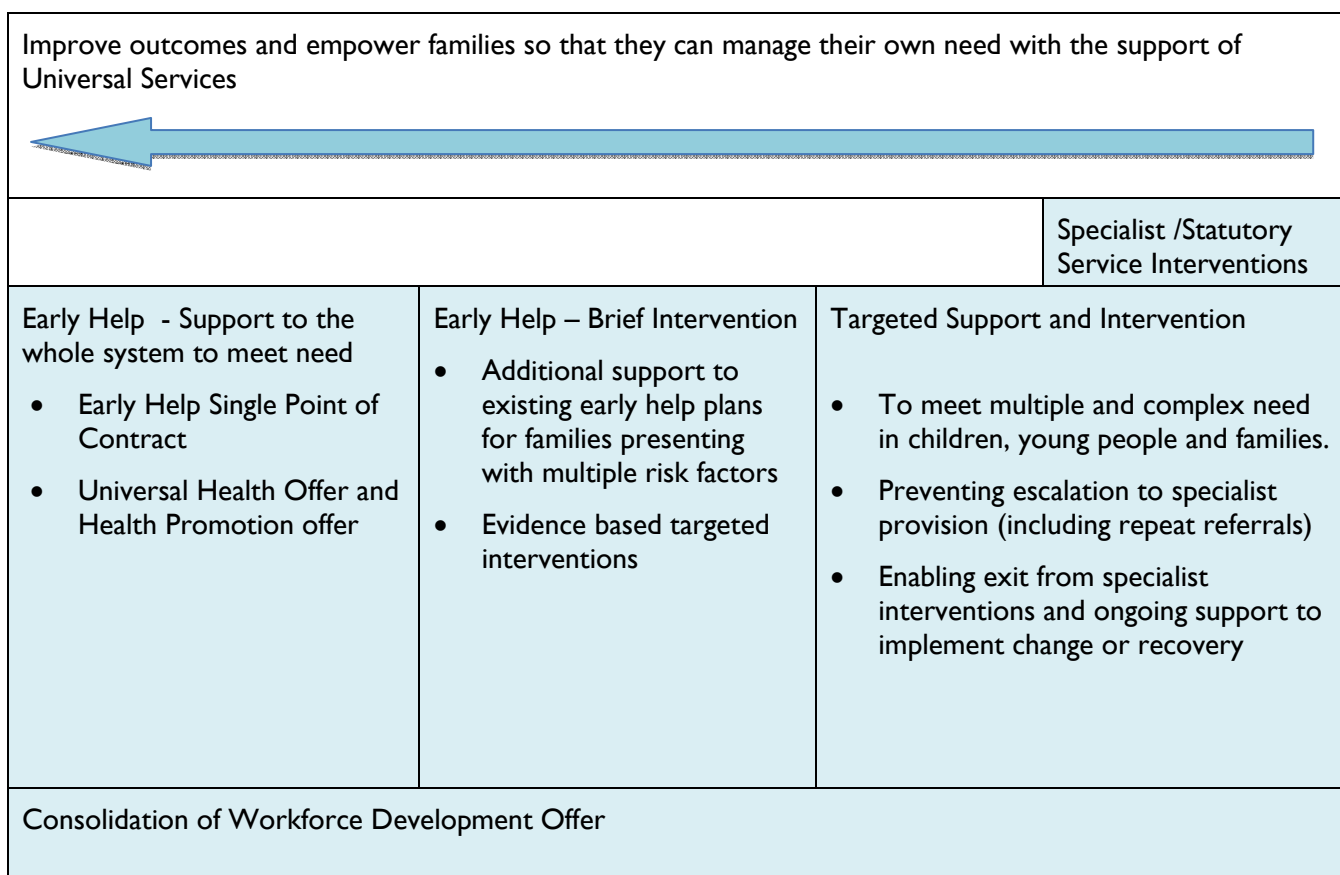 Improve outcomes and empower families so that they can manage their own need with the support of
Universal Services
Specialist /Statutory
Service Interventions
Early Help  - Support to the
whole system to meet need
• Early Help Single Point of
Contract
• Universal Health Offer and
Health Promotion offer
Early Help – Brief Intervention
• Additional support to
existing early help plans
for families presenting
with multiple risk factors
• Evidence based targeted
interventions
Targeted Support and Intervention
• To meet multiple and complex need
in children, young people and families.
• Preventing escalation to specialist
provision (including repeat referrals)
• Enabling exit from specialist
interventions and ongoing support to
implement change or recovery
Consolidation of Workforce Development Offer